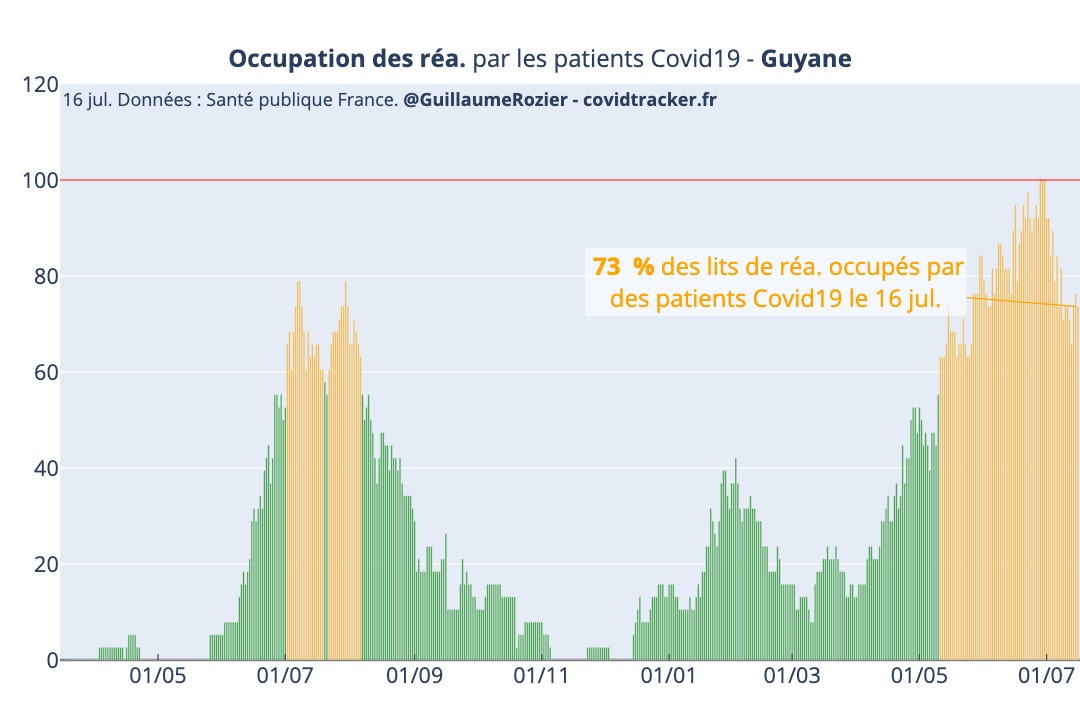 Occupation des réa. par les patients Covid19 - Guyane
120
16 jul. Données : Santé publique France. @GuillaumeRozier - covidtracker.fr
100
73 % des lits de réa. occupés par
des patients Covid19 le 16 jul.
80
60
40
20
0
01/05 01/07 01/09 01/11 01/01 01/03 01/05 01/07